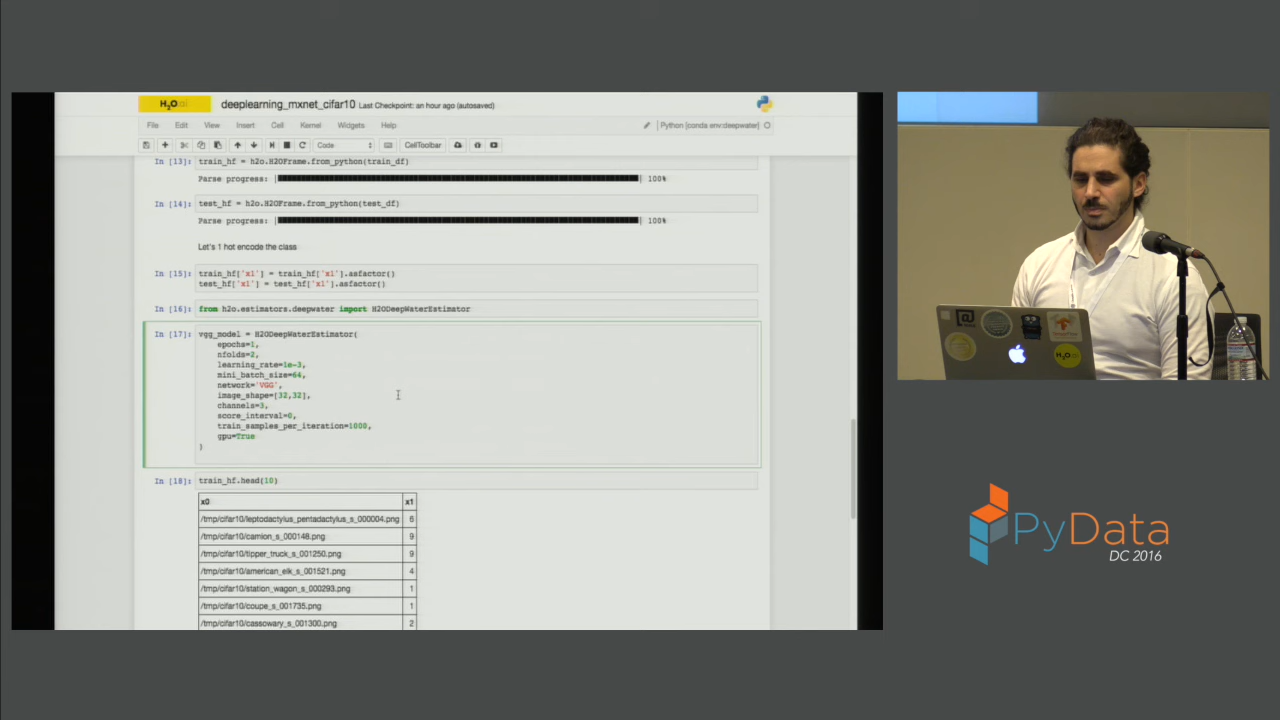 H2O.ai deeplearning_mxnet_cifar10 Last Checkpoint: an hour ago (autosaved)
File Edit View Insert Cell Kernel Widgets Help Python [conda env:deepwater]
Code CellToolbar
In [13]: train_hf = h2o.H2OFrame.from_python(train_df)
Parse progress: | | 100%
In [14]: test_hf = h2o.H2OFrame.from_python(test_df)
Parse progress: | | 100%
Let's 1 hot encode the class
In [15]: train_hf['x1'] = train_hf['x1'].asfactor()
test_hf['x1'] = test_hf['x1'].asfactor()
In [16]: from h2o.estimators.deepwater import H2ODeepWaterEstimator
In [17]: vgg_model = H2ODeepWaterEstimator(
epochs=1,
nfolds=2,
learning_rate=1e-3,
mini_batch_size=64,
network='VGG',
image_shape=[32,32],
channels=3,
score_interval=0,
train_samples_per_iteration=1000,
gpu=True
)
In [18]: train_hf.head(10)
x0 x1
/tmp/cifar10/leptodactylus_pentadactylus_s_000004.png 6
/tmp/cifar10/camion_s_000148.png 9
/tmp/cifar10/tipper_truck_s_001250.png 9
/tmp/cifar10/american_elk_s_001521.png 4
/tmp/cifar10/station_wagon_s_000293.png 1
/tmp/cifar10/coupe_s_001735.png 1
/tmp/cifar10/cassowary_s_001300.png 2
H2O.ai
PyData
DC 2016